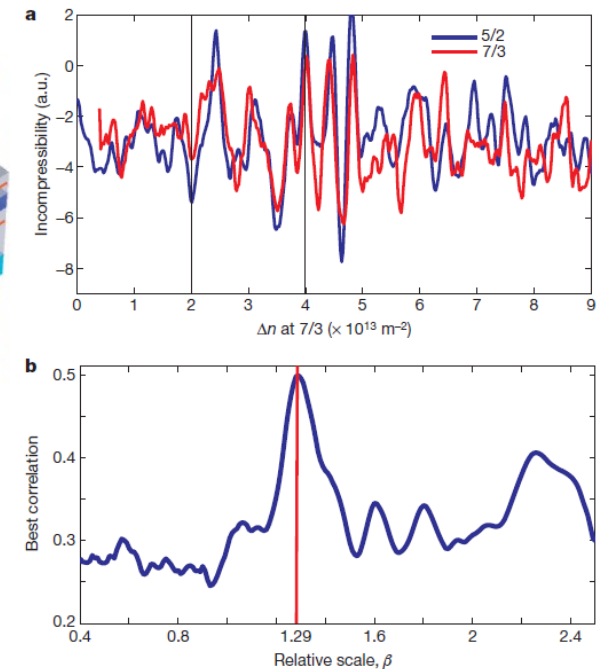 a
2
0
−2
−4
−6
−8
Incompressibility (a.u.)
5/2
7/3
0 1 2 3 4 5 6 7 8 9
Δn at 7/3 (× 10¹³ m⁻²)
b
0.5
0.4
0.3
0.2
Best correlation
0.4 0.8 1.29 1.6 2 2.4
Relative scale, β